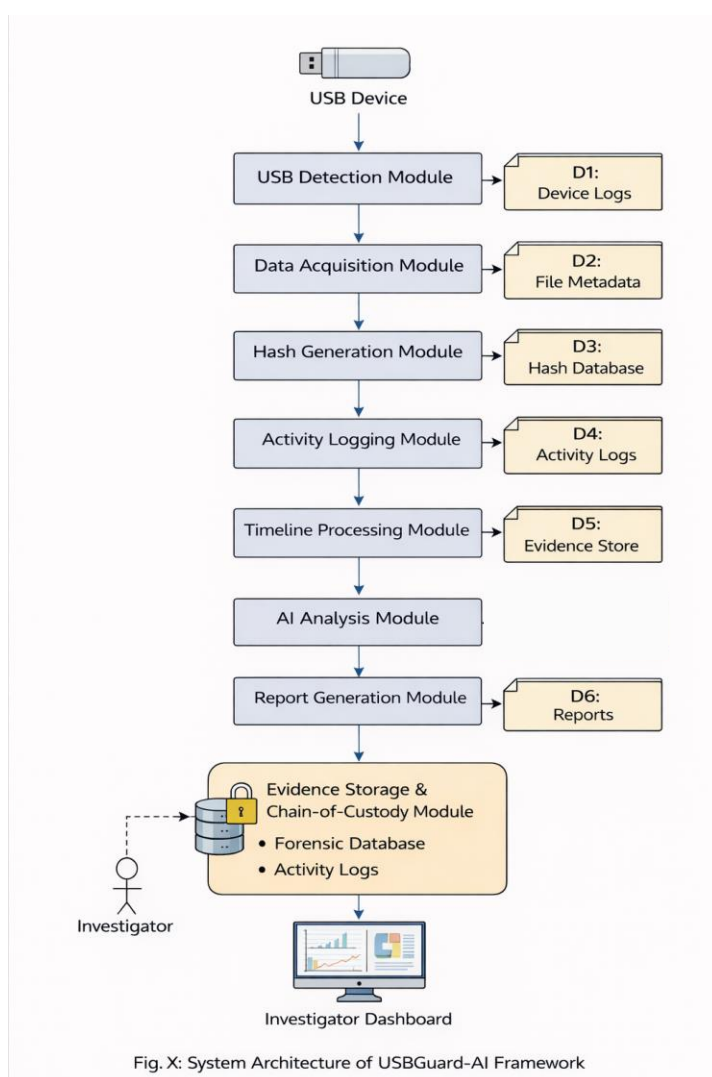 USB Device
USB Detection Module
D1:
Device Logs
Data Acquisition Module
D2:
File Metadata
Hash Generation Module
D3:
Hash Database
Activity Logging Module
D4:
Activity Logs
Timeline Processing Module
D5:
Evidence Store
AI Analysis Module
Report Generation Module
D6:
Reports
Evidence Storage &
Chain-of-Custody Module
• Forensic Database
• Activity Logs
Investigator
Investigator Dashboard
Fig. X: System Architecture of USBGuard-AI Framework